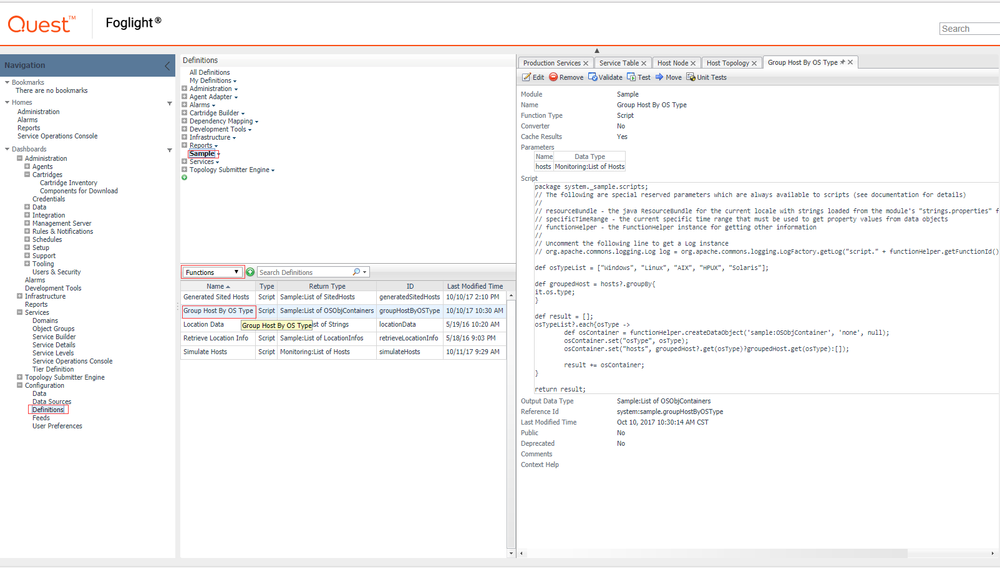 Quest™
Foglight®
Search
Navigation
Bookmarks
There are no bookmarks
Homes
Administration
Alarms
Reports
Service Operations Console
Dashboards
Administration
Agents
Cartridges
Cartridge Inventory
Components for Download
Credentials
Data
Integration
Management Server
Rules & Notifications
Schedules
Setup
Support
Tooling
Users & Security
Alarms
Development Tools
Infrastructure
Reports
Services
Domains
Object Groups
Service Builder
Service Details
Service Levels
Service Operations Console
Tier Definition
Topology Submitter Engine
Configuration
Data
Data Sources
Definitions
Feeds
User Preferences
Definitions
All Definitions
My Definitions
Administration
Agent Adapter
Alarms
Cartridge Builder
Dependency Mapping
Development Tools
Infrastructure
Reports
Sample
Services
Topology Submitter Engine
Functions Search Definitions
Name Type Return Type ID Last Modified Time
Generated Sited Hosts Script Sample:List of SitedHosts generatedSitedHosts 10/10/17 2:10 PM
Group Host By OS Type Script Sample:List of OSObjContainers groupHostByOSType 10/10/17 10:30 AM
Location Data Group Host By OS Type ist of Strings locationData 5/19/16 10:20 AM
Retrieve Location Info Script Sample:List of LocationInfos retrieveLocationInfo 5/18/16 9:03 PM
Simulate Hosts Script Monitoring:List of Hosts simulateHosts 10/11/17 9:29 AM
Production Services Service Table Host Node Host Topology Group Host By OS Type
Edit Remove Validate Test Move Unit Tests
Module Sample
Name Group Host By OS Type
Function Type Script
Converter No
Cache Results Yes
Parameters
Name Data Type
hosts Monitoring:List of Hosts
Script
package system._sample.scripts;
// The following are special reserved parameters which are always available to scripts (see documentation for details)
//
// resourceBundle - the java ResourceBundle for the current locale with strings loaded from the module's "strings.properties" f
// specificTimeRange - the current specific time range that must be used to get property values from data objects
// functionHelper - the FunctionHelper instance for getting other information
//
// Uncomment the following line to get a Log instance
// org.apache.commons.logging.Log log = org.apache.commons.logging.LogFactory.getLog("script." + functionHelper.getFunctionId()
def osTypeList = ["Windows", "Linux", "AIX", "HPUX", "Solaris"];
def groupedHost = hosts?.groupBy{
it.os.type;
}
def result = [];
osTypeList?.each{osType ->
def osContainer = functionHelper.createDataObject('sample:OSObjContainer', 'none', null);
osContainer.set("osType", osType);
osContainer.set("hosts", groupedHost?.get(osType)?groupedHost.get(osType):[]);
result += osContainer;
}
return result;
Output Data Type Sample:List of OSObjContainers
Reference Id system:sample.groupHostByOSType
Last Modified Time Oct 10, 2017 10:30:14 AM CST
Public No
Deprecated No
Comments
Context Help